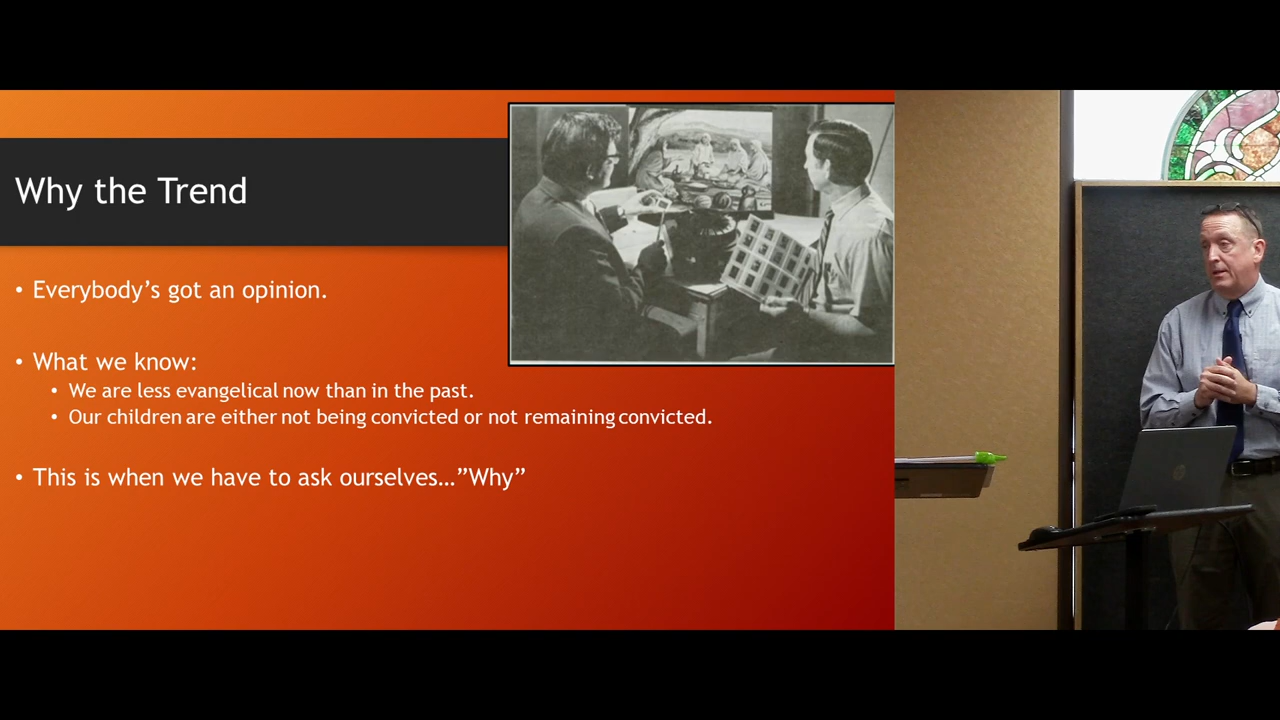 Why the Trend
• Everybody’s got an opinion.
• What we know:
• We are less evangelical now than in the past.
• Our children are either not being convicted or not remaining convicted.
• This is when we have to ask ourselves…”Why”